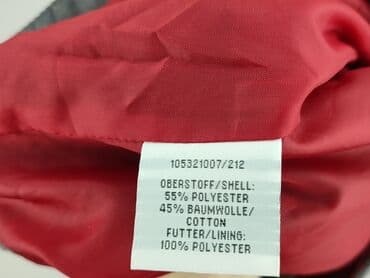 105321007/212
OBERSTOFF/SHELL:
55% POLYESTER
45% BAUMWOLLE/
COTTON
FUTTER/LINING:
100% POLYESTER